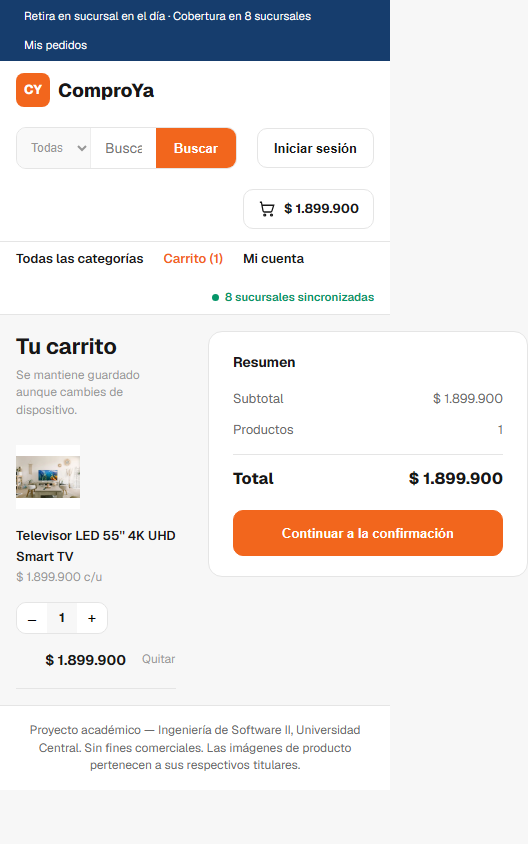 Retira en sucursal en el día · Cobertura en 8 sucursales
Mis pedidos
CY ComproYa
Todas Busca Buscar Iniciar sesión
$ 1.899.900
Todas las categorías Carrito (1) Mi cuenta
8 sucursales sincronizadas
Tu carrito
Se mantiene guardado
aunque cambies de
dispositivo.
Televisor LED 55" 4K UHD
Smart TV
$ 1.899.900 c/u
– 1 +
$ 1.899.900 Quitar
Resumen
Subtotal $ 1.899.900
Productos 1
Total $ 1.899.900
Continuar a la confirmación
Proyecto académico — Ingeniería de Software II, Universidad
Central. Sin fines comerciales. Las imágenes de producto
pertenecen a sus respectivos titulares.